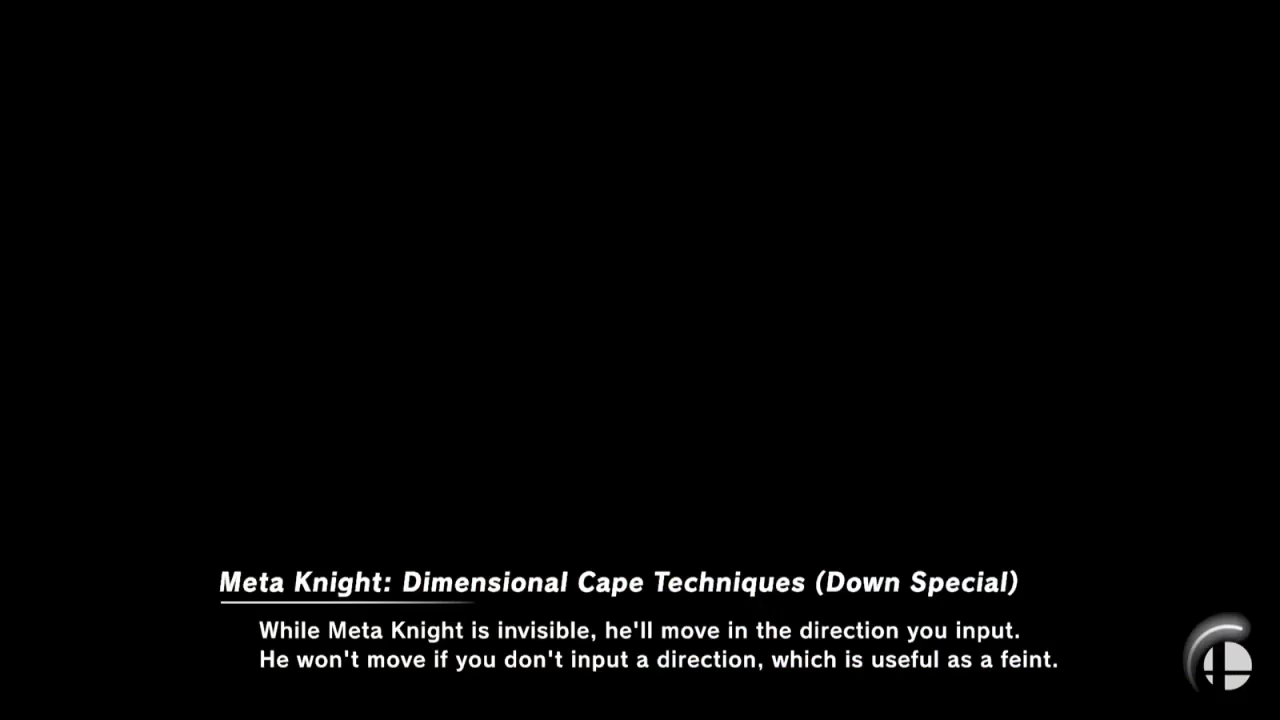 Meta Knight: Dimensional Cape Techniques (Down Special)
While Meta Knight is invisible, he'll move in the direction you input.
He won't move if you don't input a direction, which is useful as a feint.